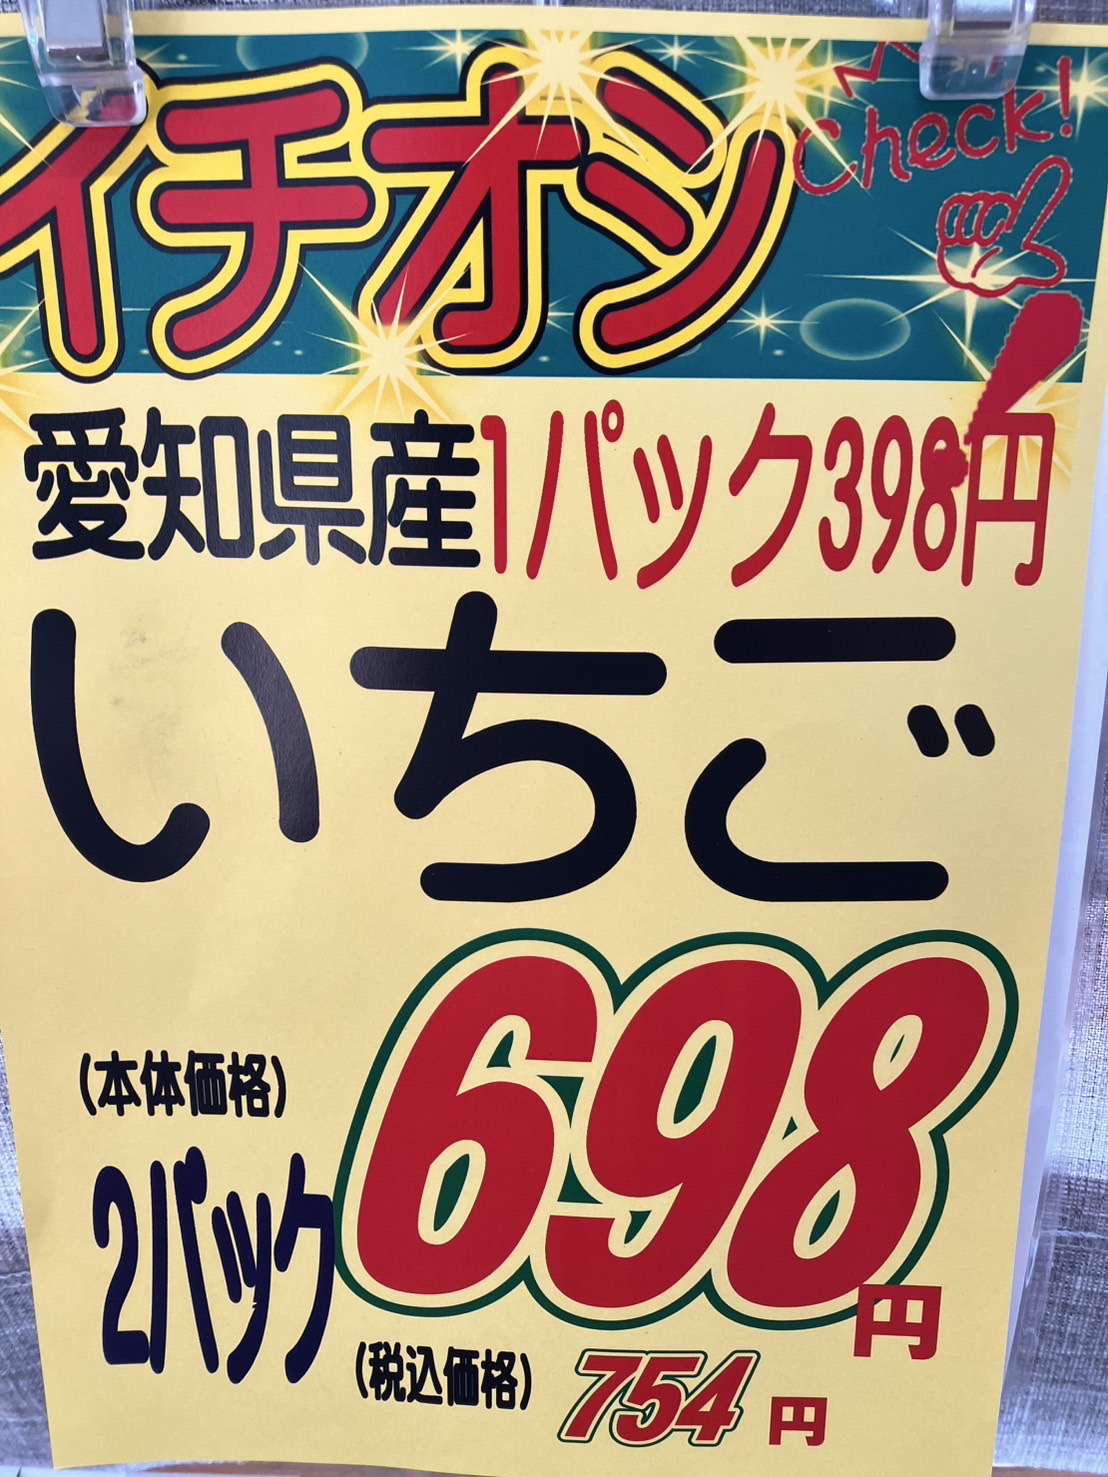 イチオシ
Check!
愛知県産1パック398円
いちご
(本体価格)
2パック
698円
(税込価格) 754円